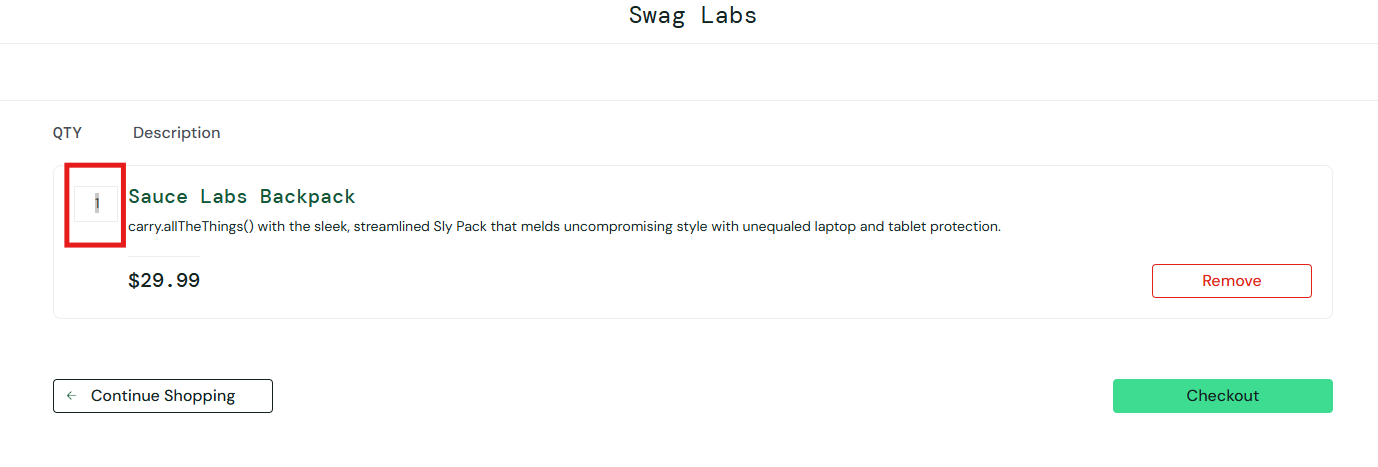 Swag Labs
QTY Description
1
Sauce Labs Backpack
carry.allTheThings() with the sleek, streamlined Sly Pack that melds uncompromising style with unequaled laptop and tablet protection.
$29.99 Remove
← Continue Shopping Checkout